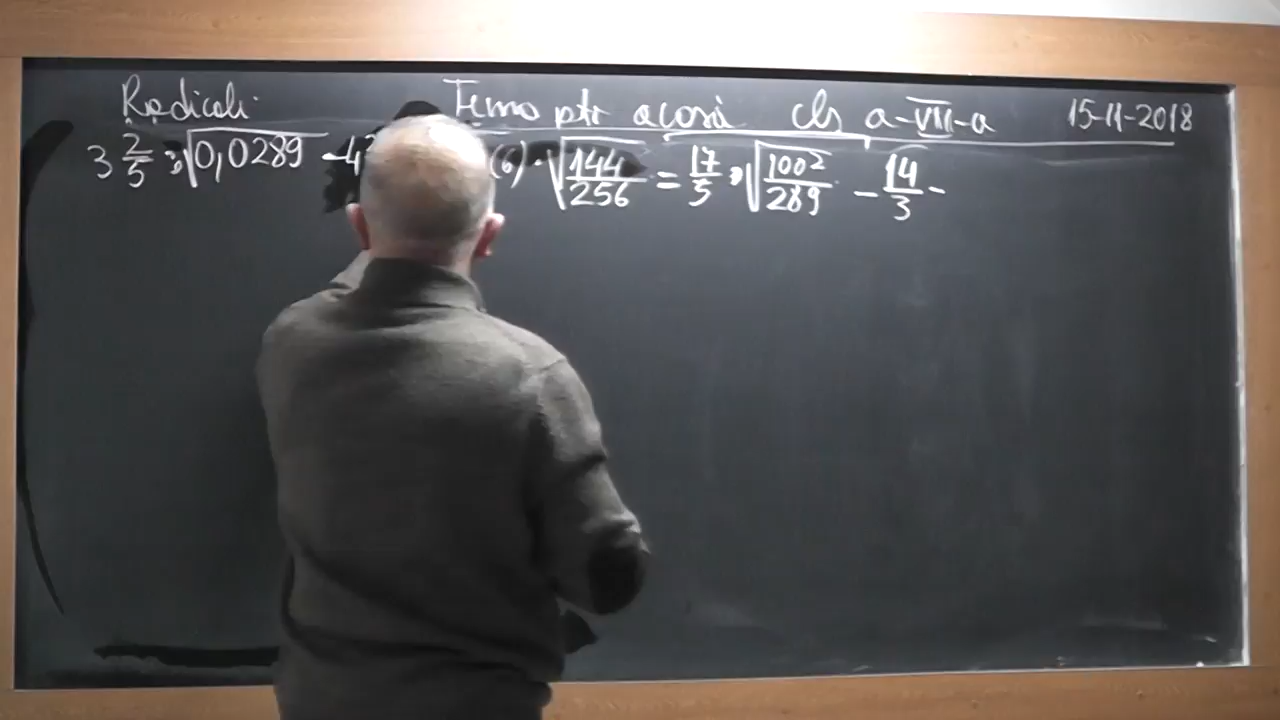 Radicali Temă ptr acasă cls a-VIII-a 15-11-2018
3 2/5 : √0,0289 - 4 (6) · √144/256 = 17/5 : √100²/289 - 14/3 -